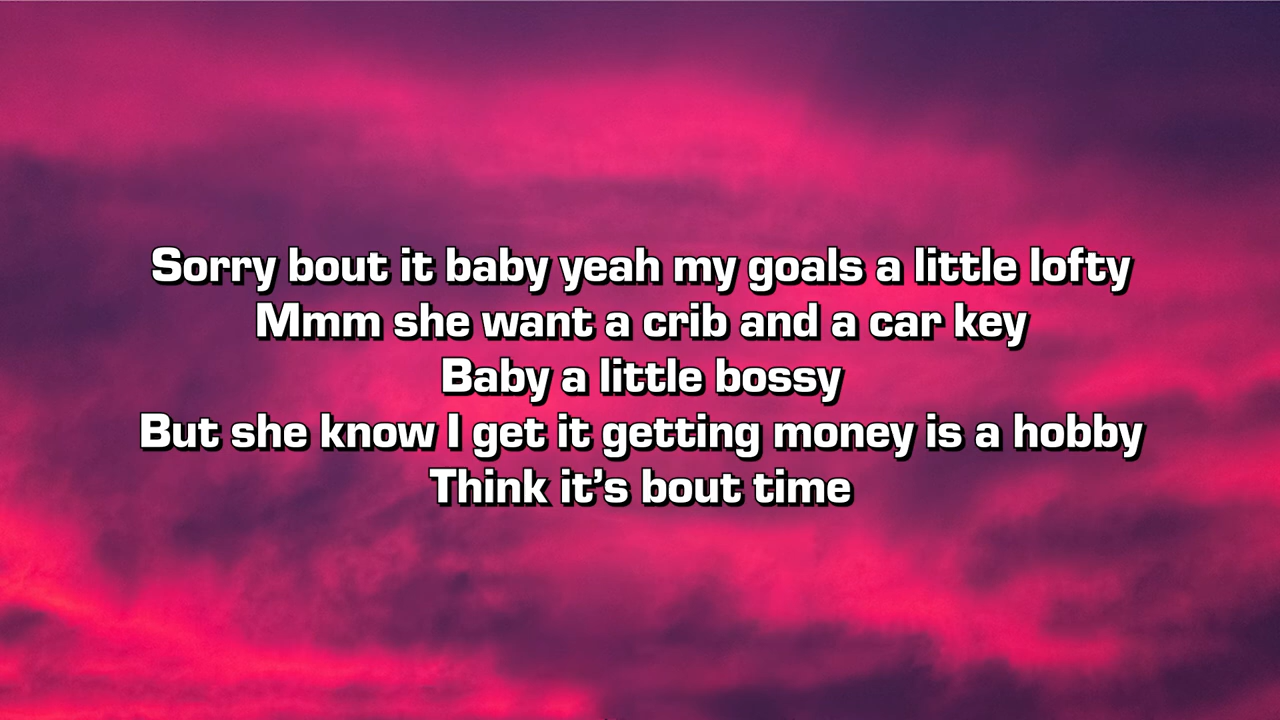 Sorry bout it baby yeah my goals a little lofty
Mmm she want a crib and a car key
Baby a little bossy
But she know I get it getting money is a hobby
Think it’s bout time